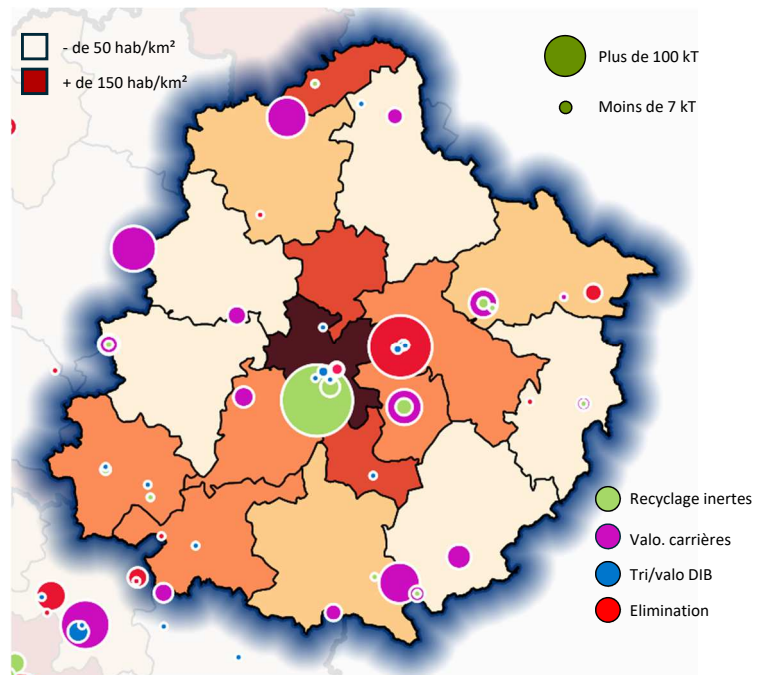 - de 50 hab/km²
+ de 150 hab/km²
Plus de 100 kT
Moins de 7 kT
Recyclage inertes
Valo. carrières
Tri/valo DIB
Elimination